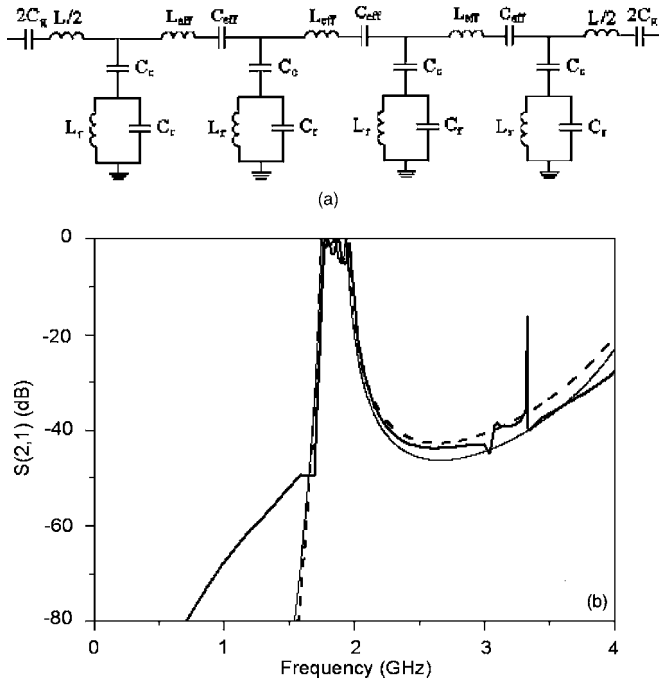 2Cg L/2 Leff Ceff Leff Ceff Leff Ceff L/2 2Cg
Cc Cc Cc Cc
Lr Cr Lr Cr Lr Cr Lr Cr
(a)
0
-20
-40
-60
-80
S(2,1) (dB)
(b)
0 1 2 3 4
Frequency (GHz)